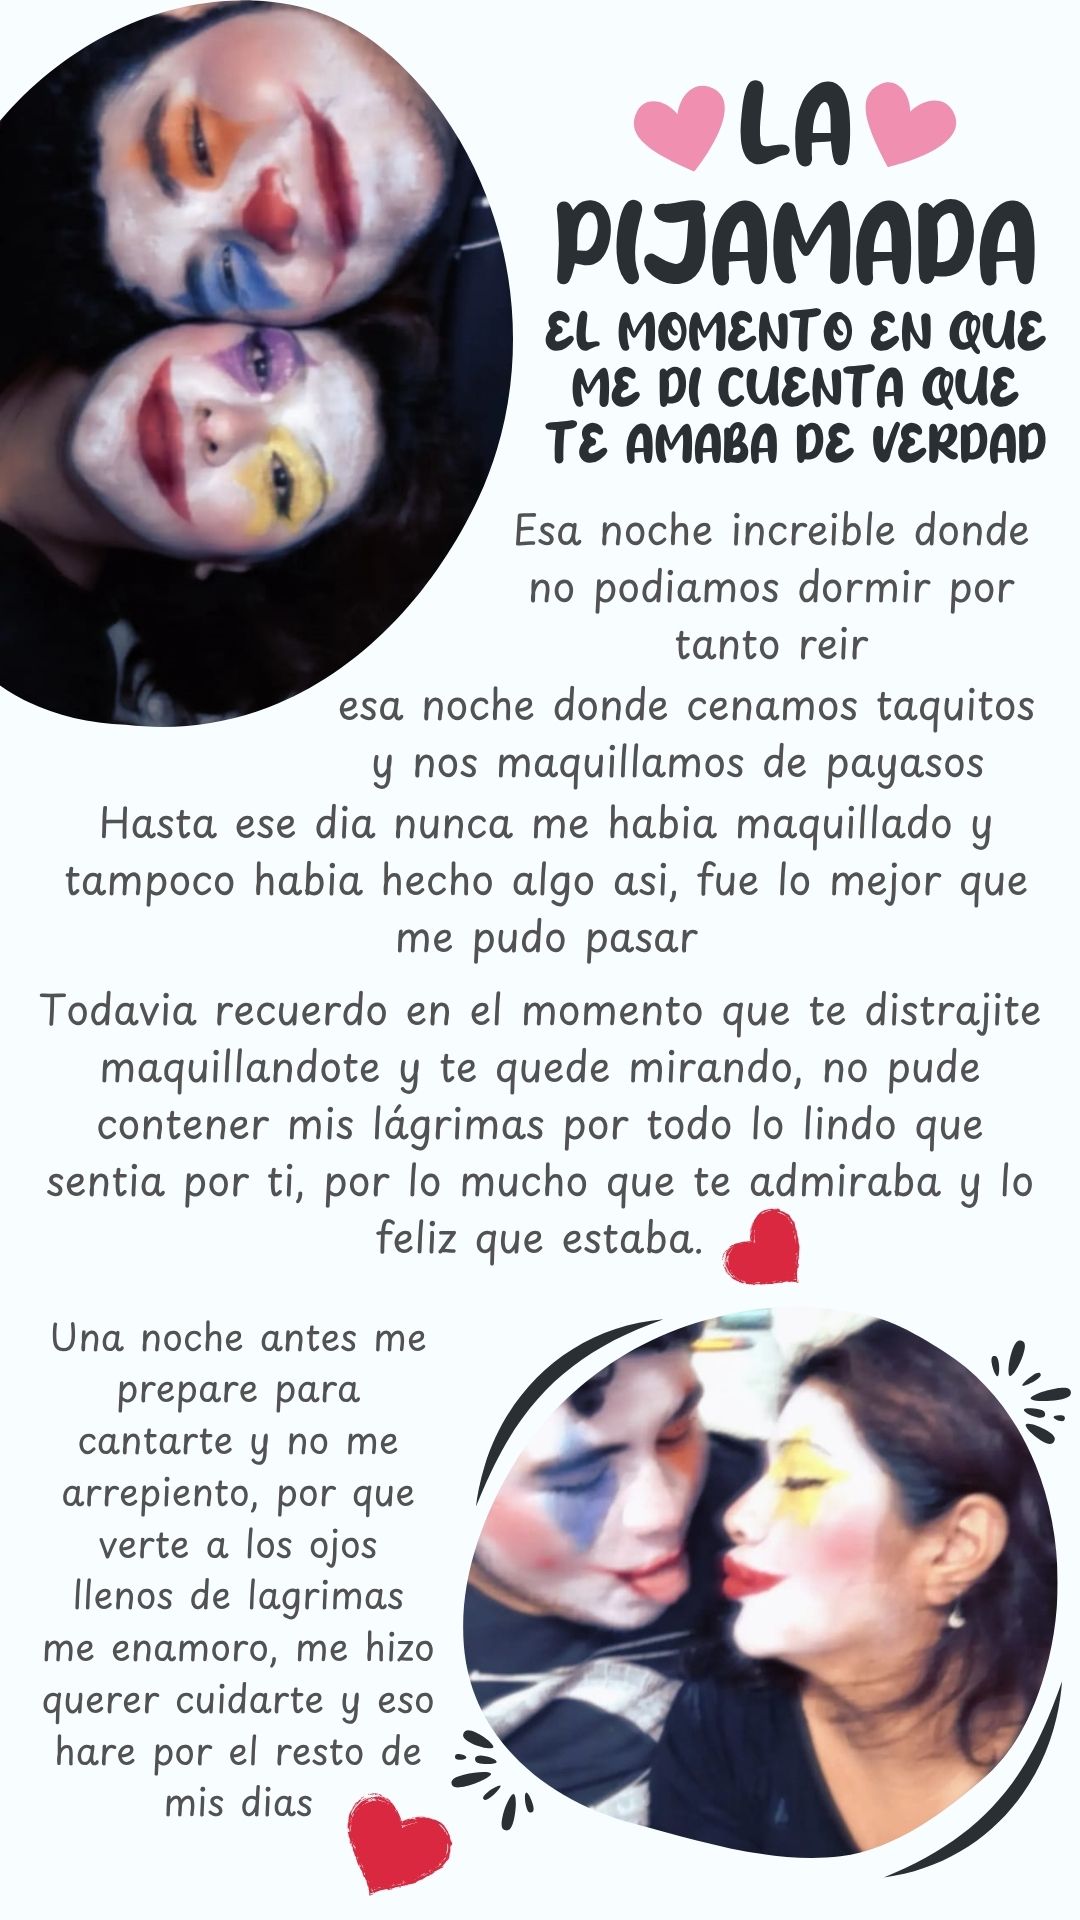 LA
PIJAMADA
EL MOMENTO EN QUE
ME DI CUENTA QUE
TE AMABA DE VERDAD
Esa noche increible donde
no podiamos dormir por
tanto reir
esa noche donde cenamos taquitos
y nos maquillamos de payasos
Hasta ese dia nunca me habia maquillado y
tampoco habia hecho algo asi, fue lo mejor que
me pudo pasar
Todavia recuerdo en el momento que te distrajite
maquillandote y te quede mirando, no pude
contener mis lágrimas por todo lo lindo que
sentia por ti, por lo mucho que te admiraba y lo
feliz que estaba.
Una noche antes me
prepare para
cantarte y no me
arrepiento, por que
verte a los ojos
llenos de lagrimas
me enamoro, me hizo
querer cuidarte y eso
hare por el resto de
mis dias